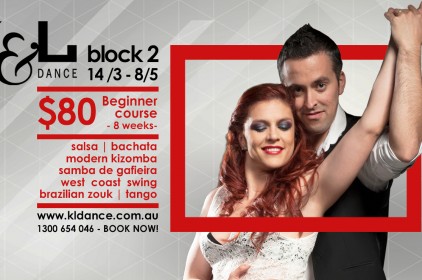 &L
DANCE
block 2
14/3 - 8/5
$80
Beginner
course
- 8 weeks-
salsa | bachata
modern kizomba
samba de gafieira
west coast swing
brazilian zouk | tango
www.kldance.com.au
1300 654 046 - BOOK NOW!